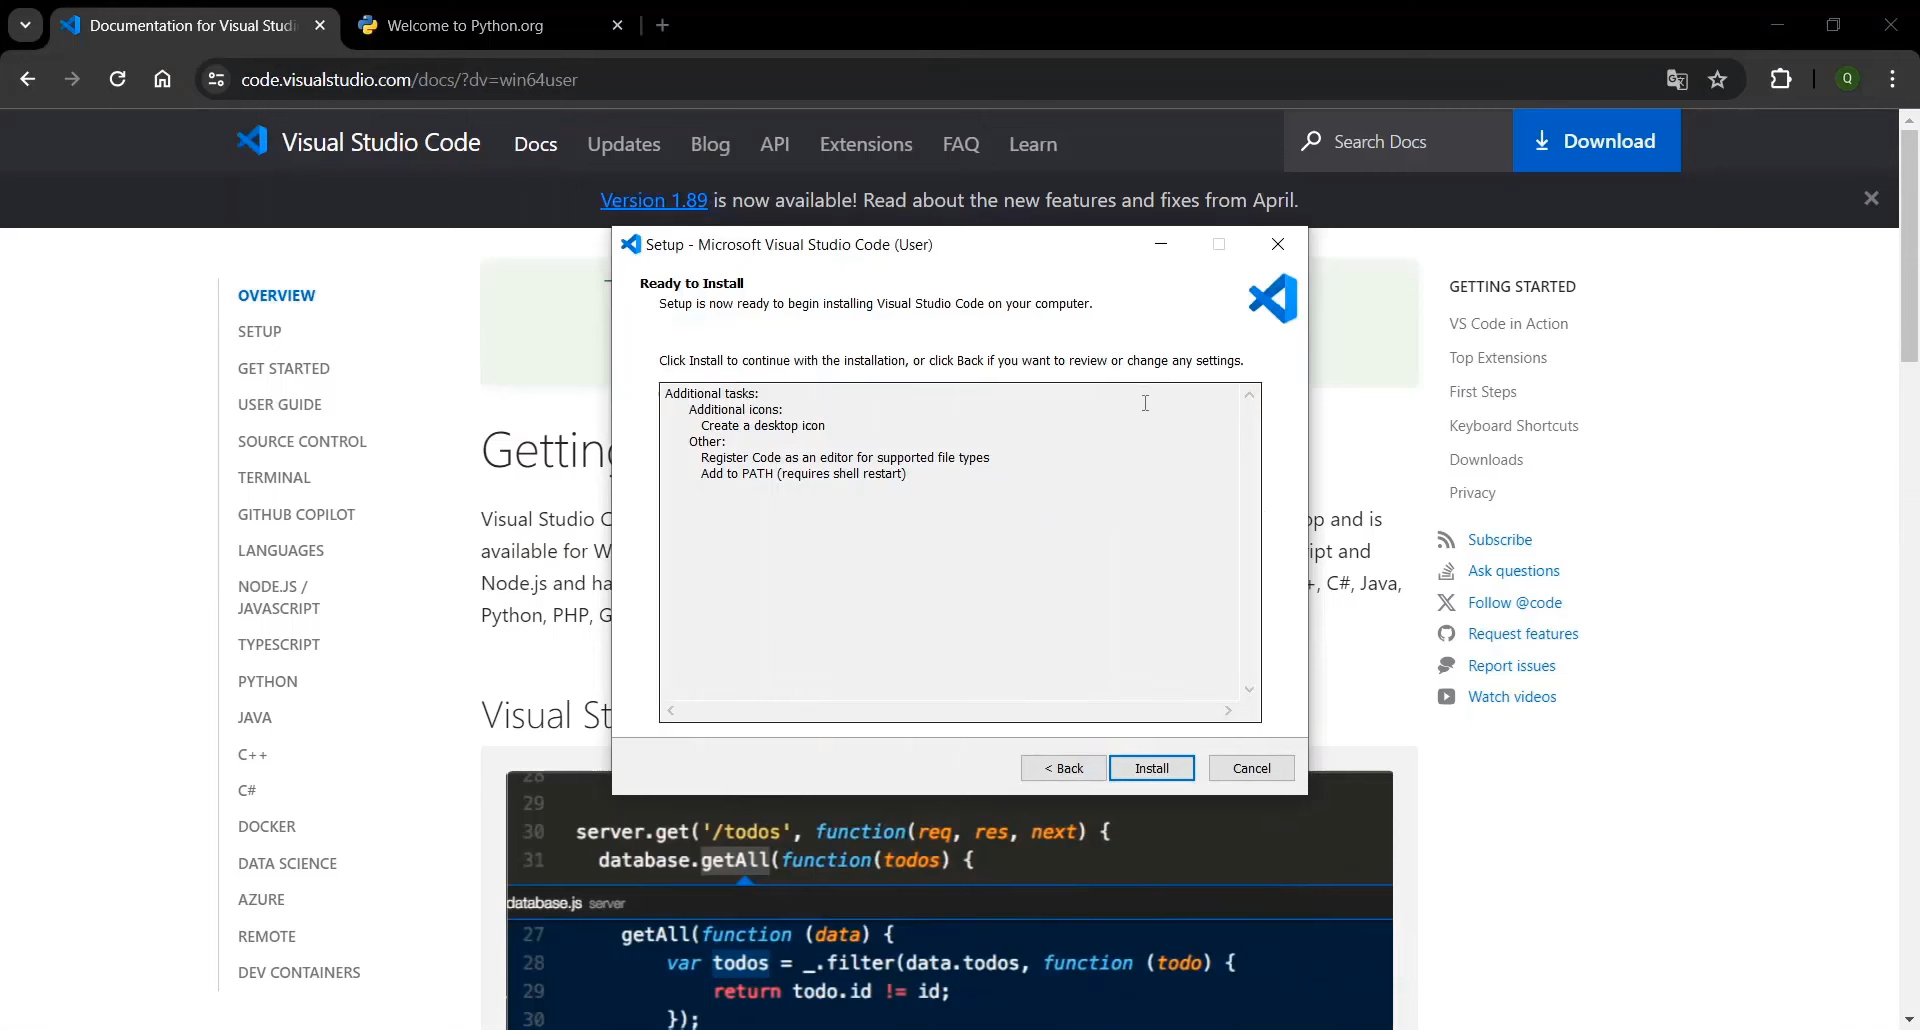 Documentation for Visual Studi
Welcome to Python.org
code.visualstudio.com/docs/?dv=win64user
Q
Visual Studio Code
Docs
Updates
Blog
API
Extensions
FAQ
Learn
Search Docs
Download
Version 1.89 is now available! Read about the new features and fixes from April.
Setup - Microsoft Visual Studio Code (User)
Ready to Install
Setup is now ready to begin installing Visual Studio Code on your computer.
Click Install to continue with the installation, or click Back if you want to review or change any settings.
Additional tasks:
Additional icons:
Create a desktop icon
Other:
Register Code as an editor for supported file types
Add to PATH (requires shell restart)
< Back
Install
Cancel
OVERVIEW
SETUP
GET STARTED
USER GUIDE
SOURCE CONTROL
TERMINAL
GITHUB COPILOT
LANGUAGES
NODE.JS /
JAVASCRIPT
TYPESCRIPT
PYTHON
JAVA
C++
C#
DOCKER
DATA SCIENCE
AZURE
REMOTE
DEV CONTAINERS
Getting
Visual Studio C
op and is
available for W
ipt and
Node.js and ha
+, C#, Java,
Python, PHP, G
Visual St
28
29
30 server.get('/todos', function(req, res, next) {
31 database.getAll(function(todos) {
database.js server
27 getAll(function (data) {
28 var todos = _.filter(data.todos, function (todo) {
29 return todo.id != id;
30 });
GETTING STARTED
VS Code in Action
Top Extensions
First Steps
Keyboard Shortcuts
Downloads
Privacy
Subscribe
Ask questions
Follow @code
Request features
Report issues
Watch videos